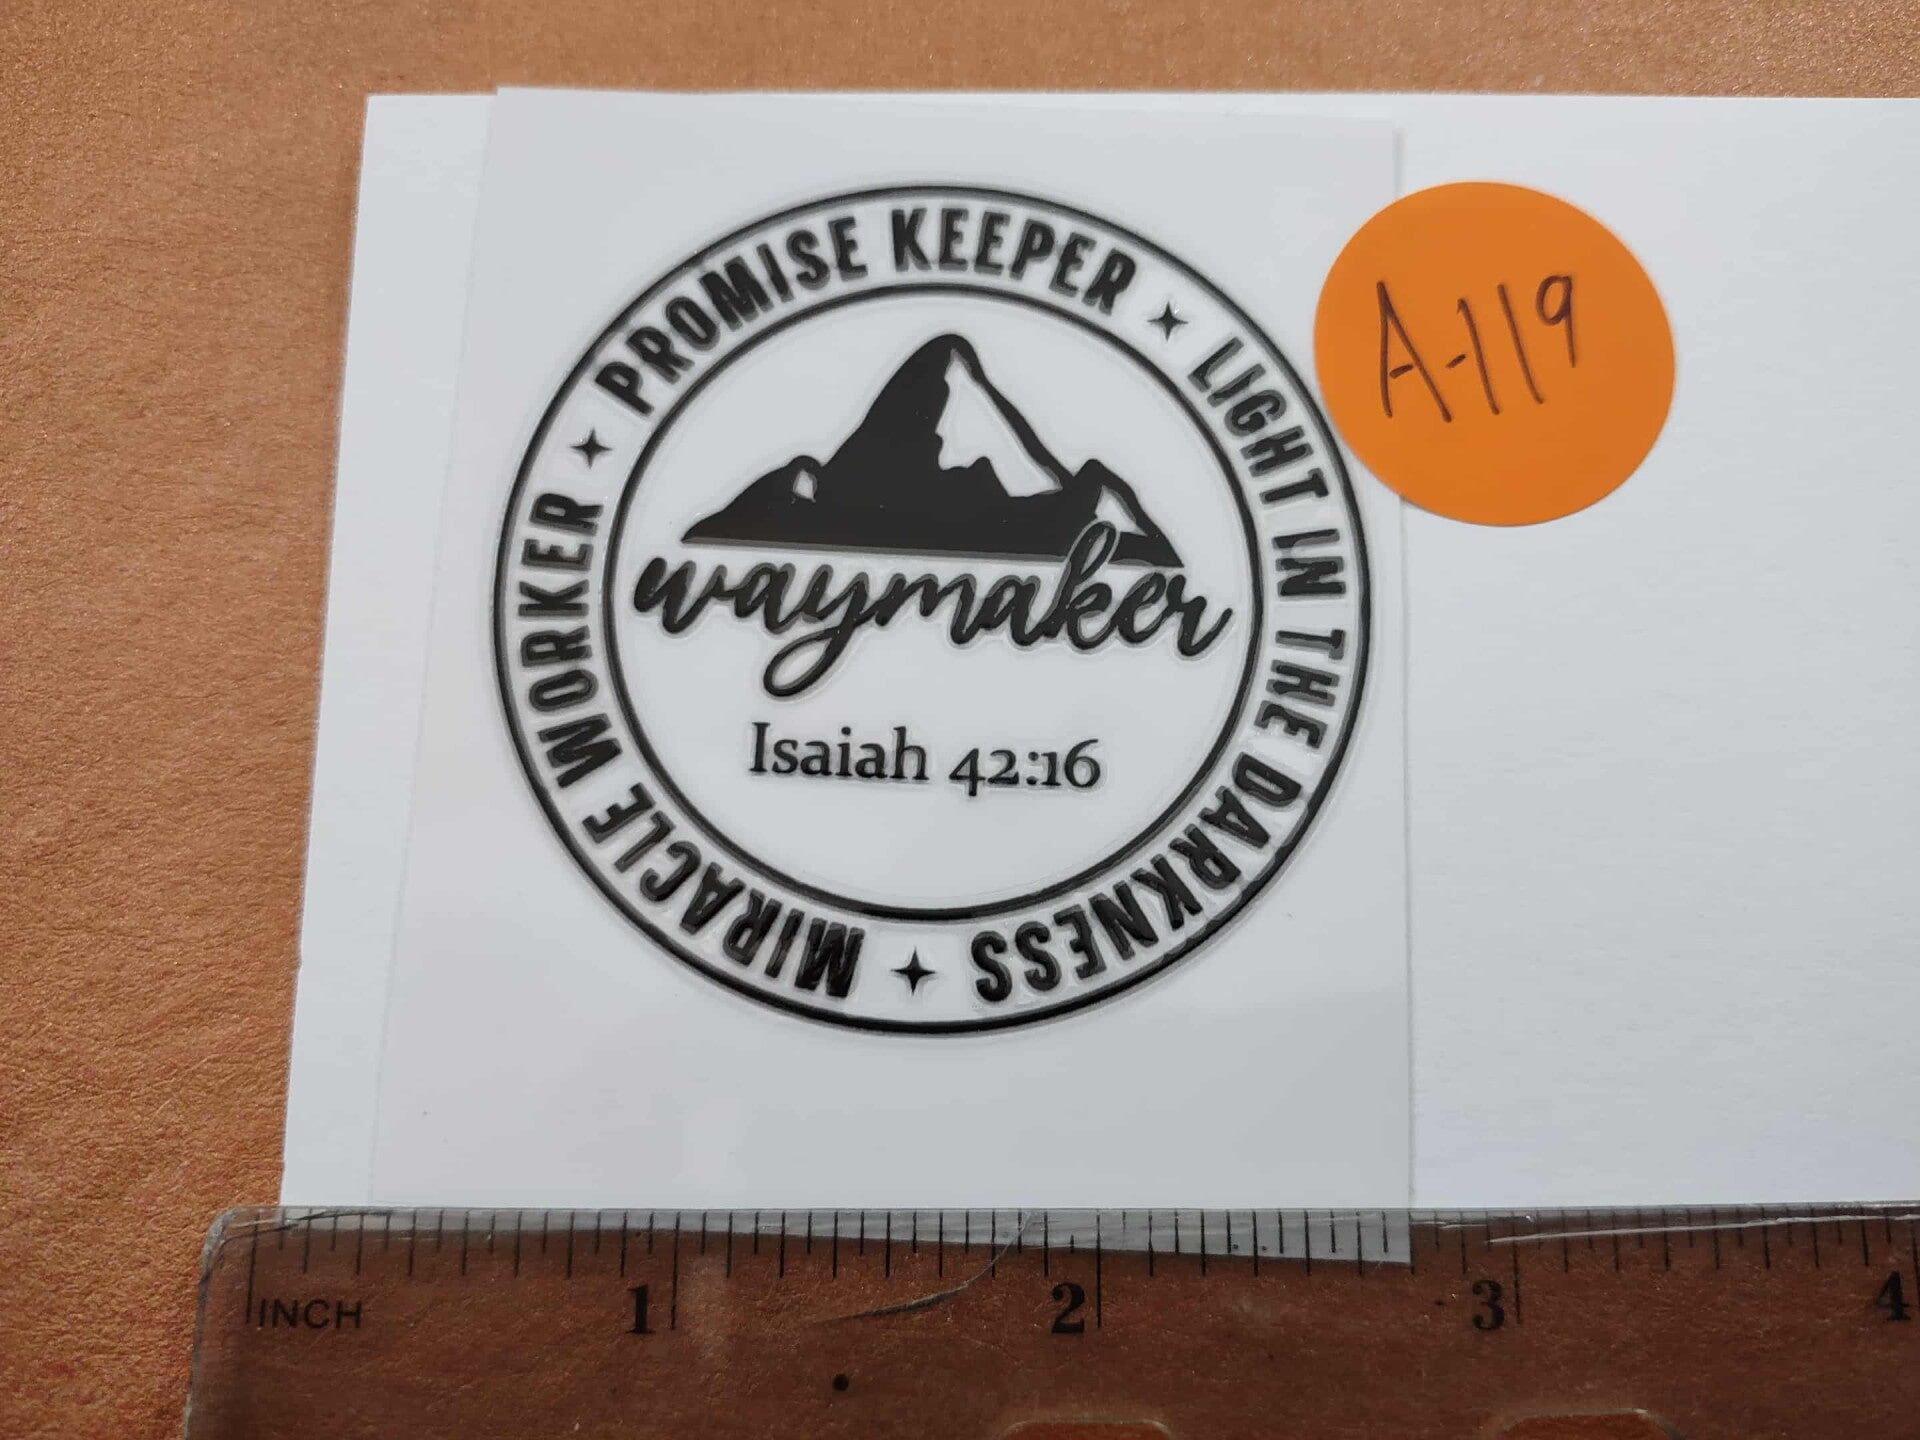 PROMISE KEEPER ✦ LIGHT IN THE DARKNESS ✦ MIRACLE WORKER ✦
waymaker
Isaiah 42:16
A-119
INCH 1 2 3 4